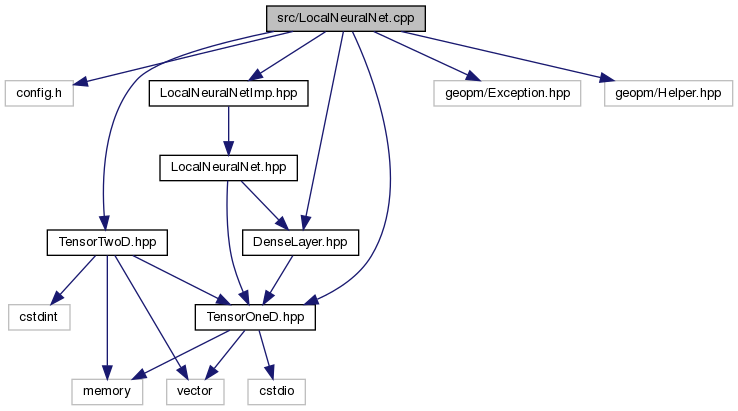 src/LocalNeuralNet.cpp
config.h
LocalNeuralNetImp.hpp
geopm/Exception.hpp
geopm/Helper.hpp
LocalNeuralNet.hpp
TensorTwoD.hpp
DenseLayer.hpp
cstdint
TensorOneD.hpp
memory
vector
cstdio